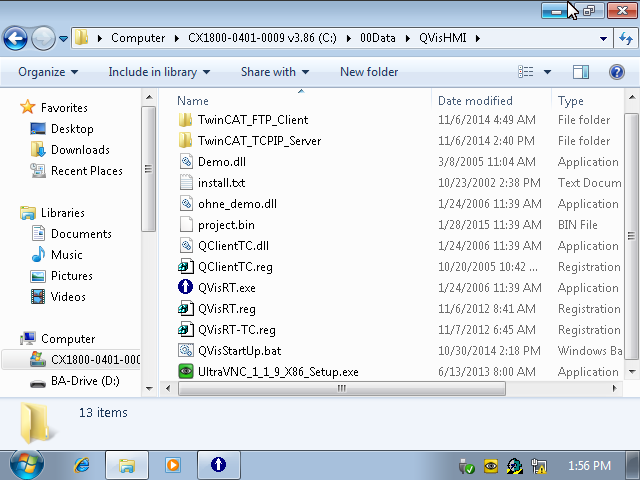 Computer CX1800-0401-0009 v3.86 (C:) 00Data QVisHMI
Organize Include in library Share with New folder
Favorites
Desktop
Downloads
Recent Places
Libraries
Documents
Music
Pictures
Videos
Computer
CX1800-0401-000
BA-Drive (D:)
Name Date modified Type
TwinCAT_FTP_Client 11/6/2014 4:49 AM File folder
TwinCAT_TCPIP_Server 11/6/2014 2:40 PM File folder
Demo.dll 3/8/2005 11:04 AM Application
install.txt 10/23/2002 2:38 PM Text Docum
ohne_demo.dll 1/24/2006 11:39 AM Application
project.bin 1/28/2015 11:39 AM BIN File
QClientTC.dll 1/24/2006 11:39 AM Application
QClientTC.reg 10/20/2005 10:42 ... Registration
QVisRT.exe 1/24/2006 11:39 AM Application
QVisRT.reg 11/6/2012 8:41 AM Registration
QVisRT-TC.reg 11/7/2012 6:45 AM Registration
QVisStartUp.bat 10/30/2014 2:18 PM Windows Ba
UltraVNC_1_1_9_X86_Setup.exe 6/13/2013 8:00 AM Application
13 items
1:56 PM